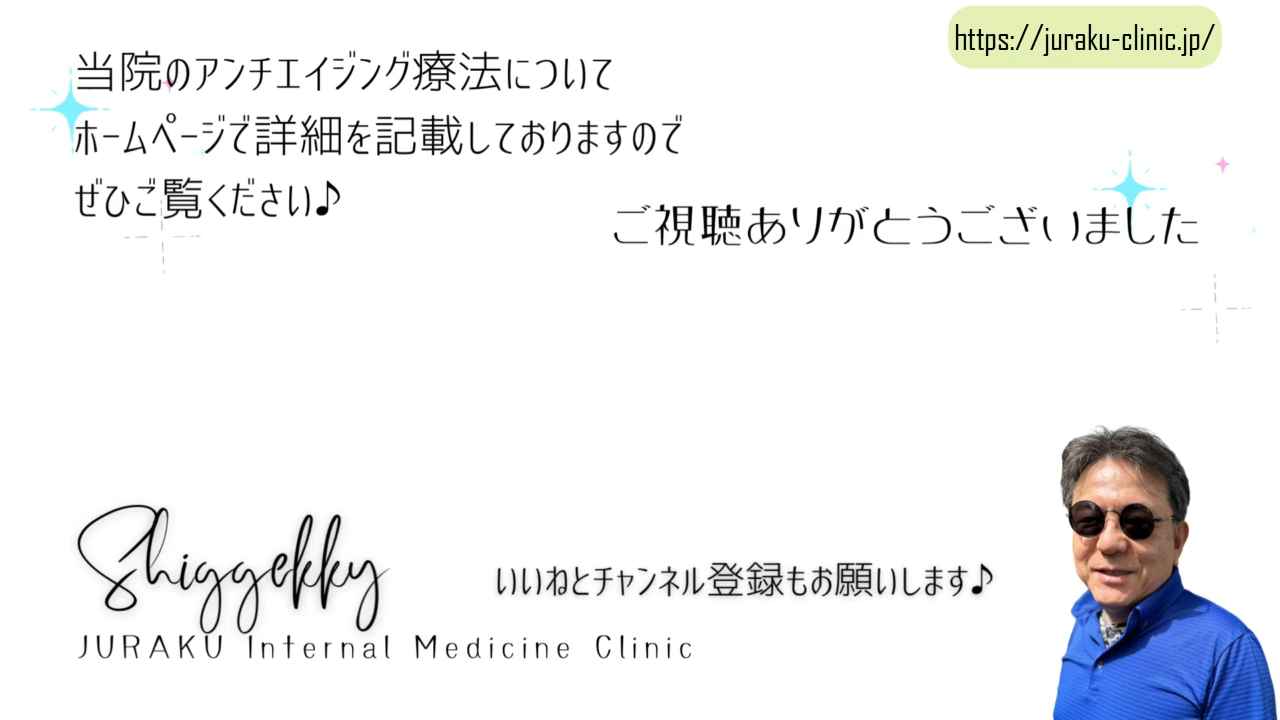 https://juraku-clinic.jp/
当院のアンチエイジング療法について
ホームページで詳細を記載しておりますので
ぜひご覧ください♪
ご視聴ありがとうございました
Shiggekky
いいねとチャンネル登録もお願いします♪
JURAKU Internal Medicine Clinic